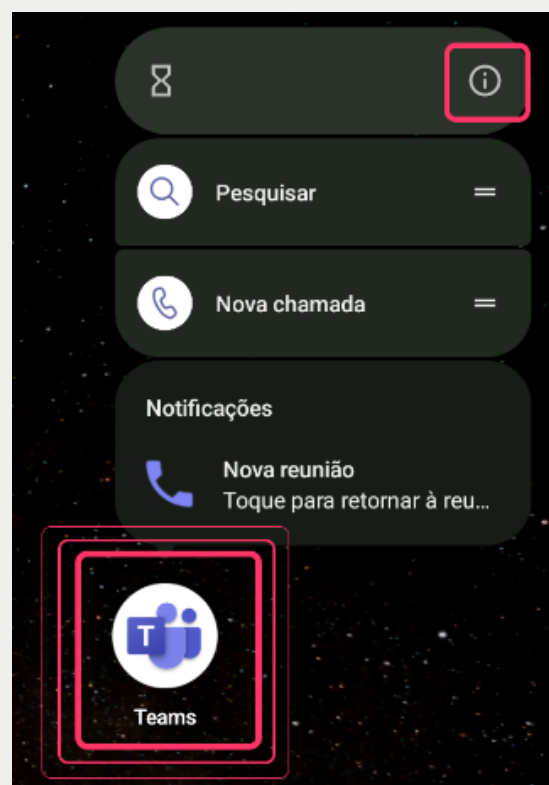 Pesquisar
Nova chamada
Notificações
Nova reunião
Toque para retornar à reu...
T
Teams